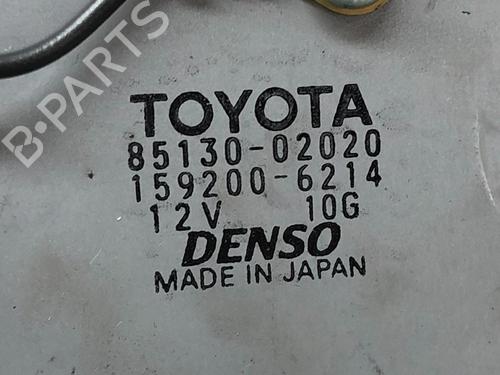 B-PARTS
TOYOTA
85130-02020
159200-6214
12V 10G
DENSO
MADE IN JAPAN